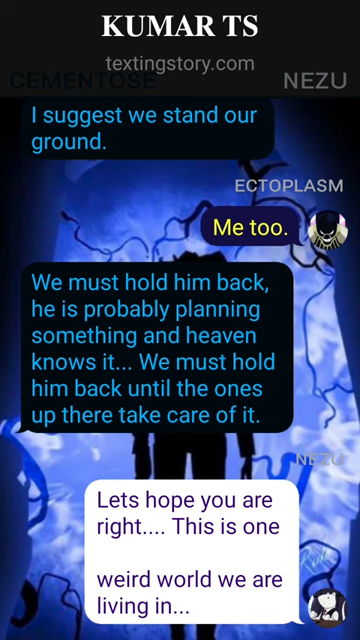 KUMAR TS
textingstory.com
CEMENTOSE
NEZU
I suggest we stand our
ground.
ECTOPLASM
Me too.
We must hold him back,
he is probably planning
something and heaven
knows it... We must hold
him back until the ones
up there take care of it.
NEZU
Lets hope you are
right.... This is one
weird world we are
living in...